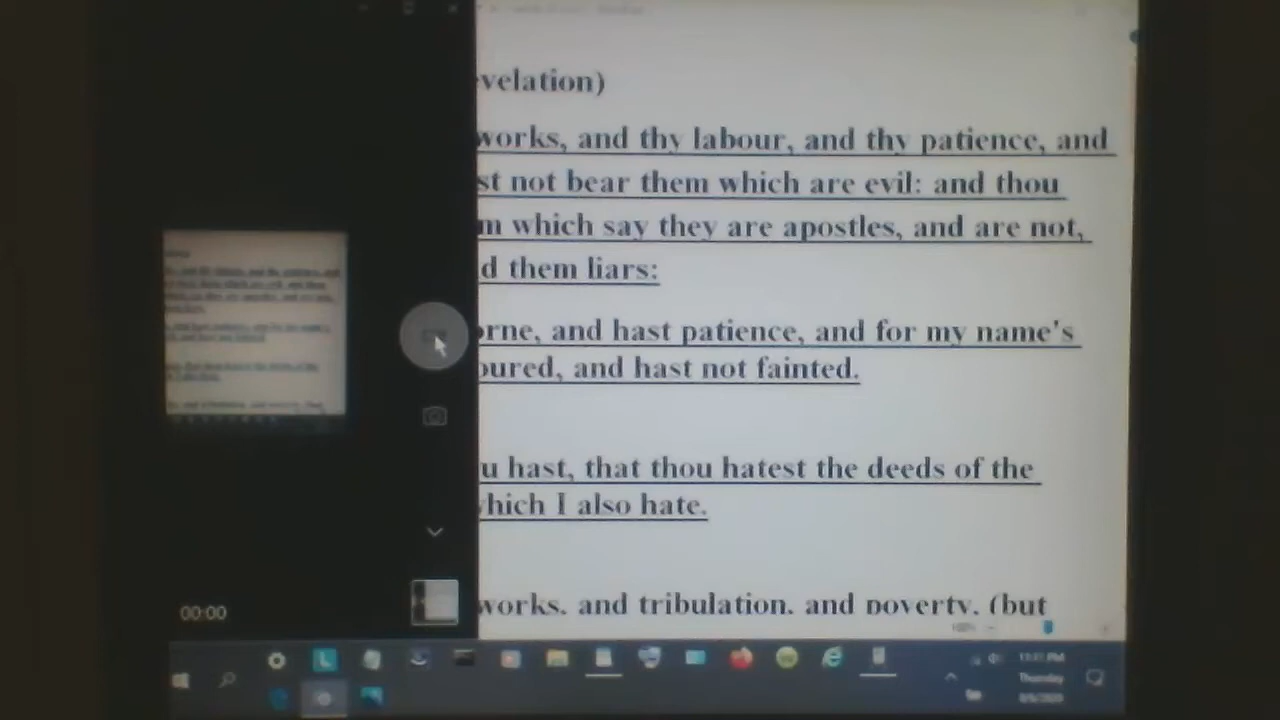 velation)
works, and thy labour, and thy patience, and
st not bear them which are evil: and thou
m which say they are apostles, and are not,
d them liars:
orne, and hast patience, and for my name's
oured, and hast not fainted.
u hast, that thou hatest the deeds of the
which I also hate.
works, and tribulation, and poverty, (but
00:00
100%
Thursday